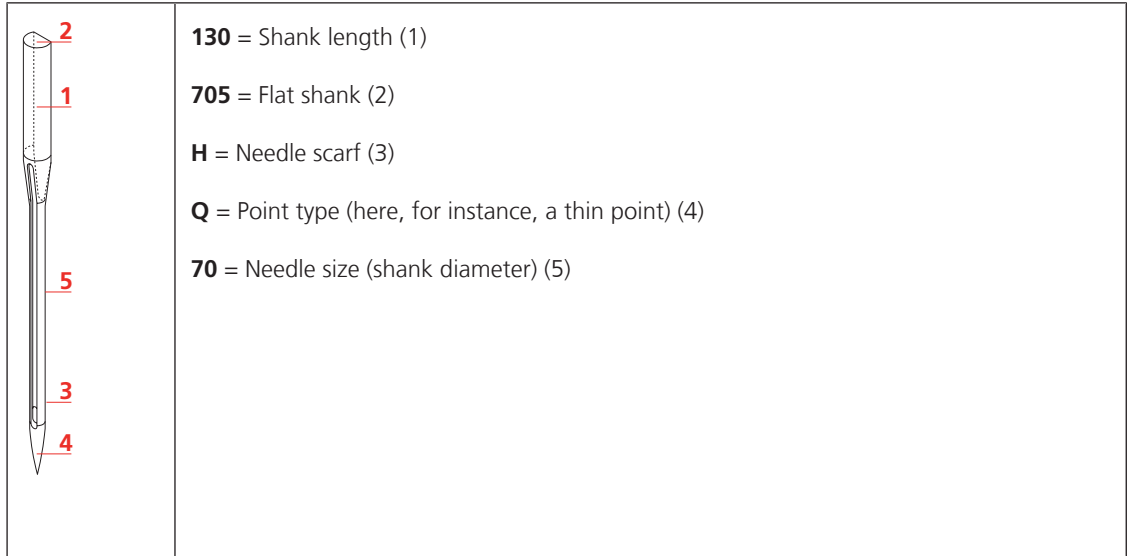 2
1
5
3
4
130 = Shank length (1)
705 = Flat shank (2)
H = Needle scarf (3)
Q = Point type (here, for instance, a thin point) (4)
70 = Needle size (shank diameter) (5)